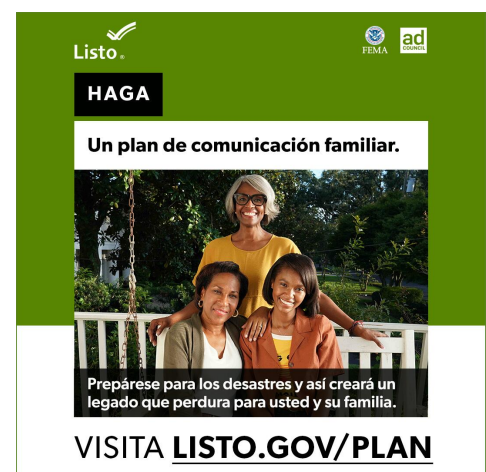 Listo.
FEMA
ad
COUNCIL
HAGA
Un plan de comunicación familiar.
Prepárese para los desastres y así creará un
legado que perdura para usted y su familia.
VISITA LISTO.GOV/PLAN